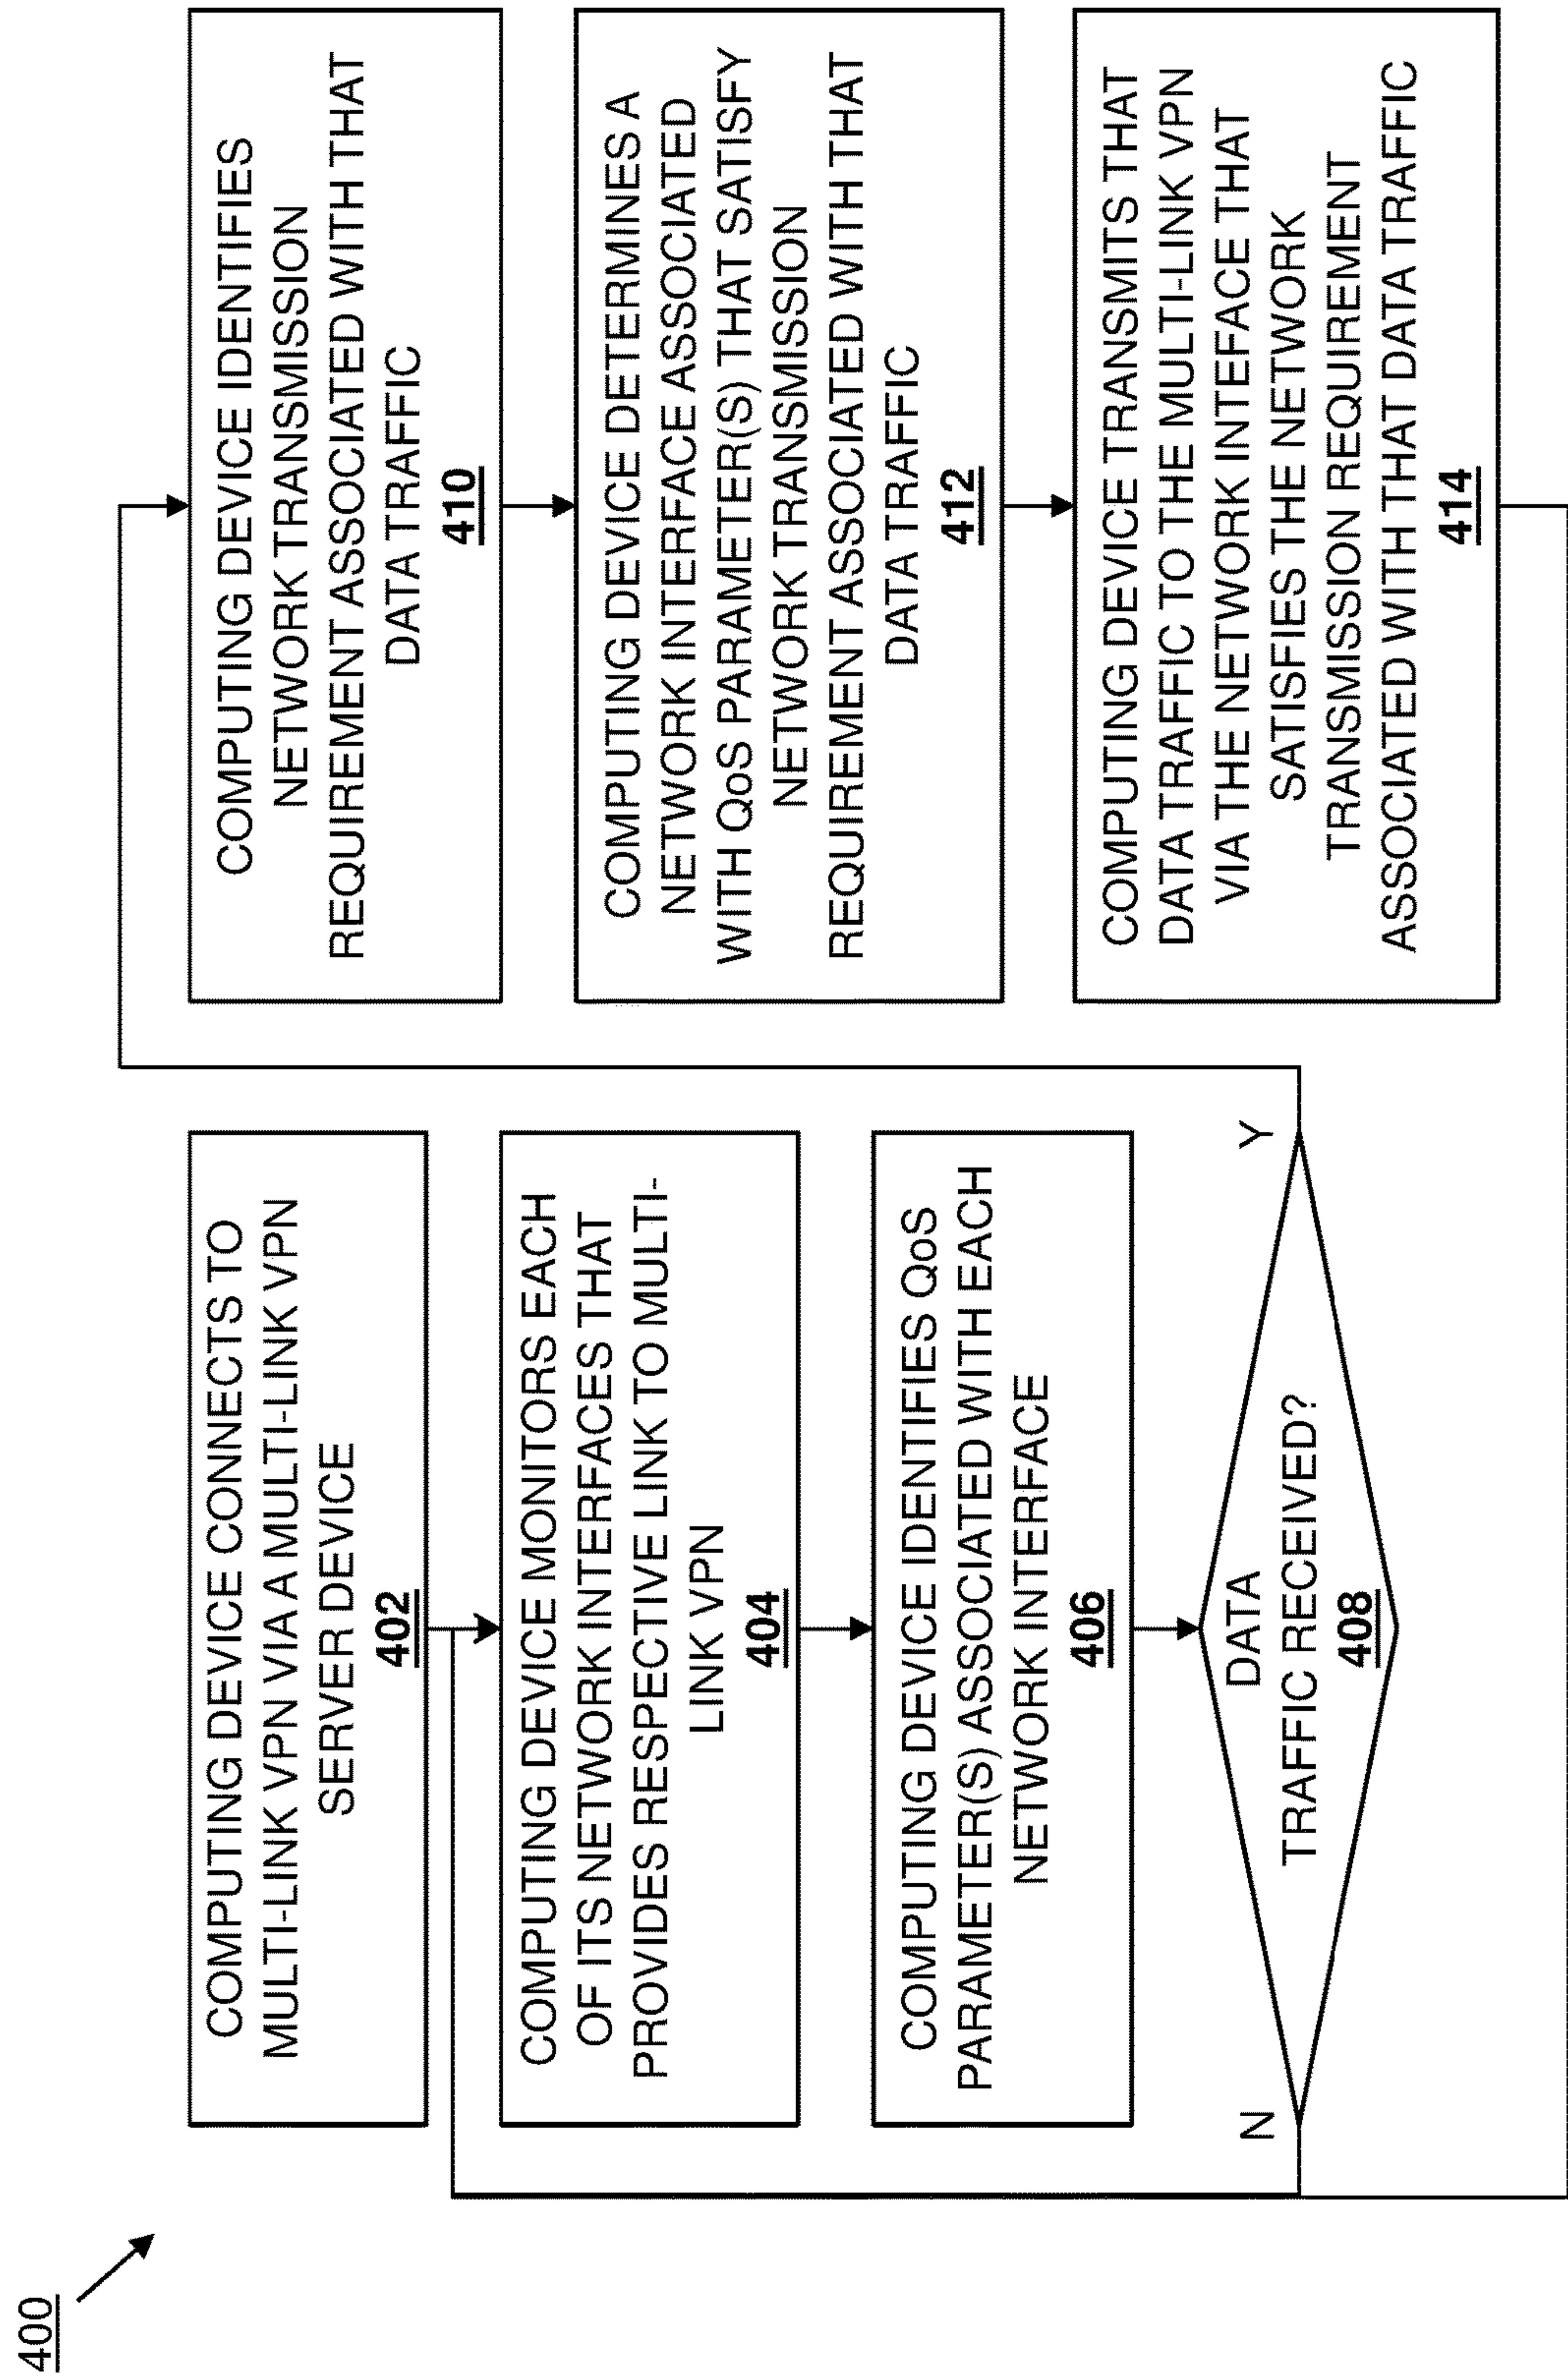 400
COMPUTING DEVICE CONNECTS TO
MULTI-LINK VPN VIA A MULTI-LINK VPN
SERVER DEVICE
402
COMPUTING DEVICE MONITORS EACH
OF ITS NETWORK INTERFACES THAT
PROVIDES RESPECTIVE LINK TO MULTI-
LINK VPN
404
COMPUTING DEVICE IDENTIFIES QoS
PARAMETER(S) ASSOCIATED WITH EACH
NETWORK INTERFACE
406
DATA
TRAFFIC RECEIVED?
408
N
Y
COMPUTING DEVICE IDENTIFIES
NETWORK TRANSMISSION
REQUIREMENT ASSOCIATED WITH THAT
DATA TRAFFIC
410
COMPUTING DEVICE DETERMINES A
NETWORK INTERFACE ASSOCIATED
WITH QoS PARAMETER(S) THAT SATISFY
NETWORK TRANSMISSION
REQUIREMENT ASSOCIATED WITH THAT
DATA TRAFFIC
412
COMPUTING DEVICE TRANSMITS THAT
DATA TRAFFIC TO THE MULTI-LINK VPN
VIA THE NETWORK INTEFACE THAT
SATISFIES THE NETWORK
TRANSMISSION REQUIREMENT
ASSOCIATED WITH THAT DATA TRAFFIC
414